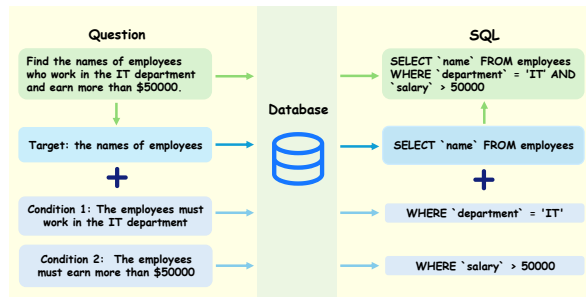 Question
Find the names of employees
who work in the IT department
and earn more than $50000.
Target: the names of employees
+
Condition 1: The employees must
work in the IT department
Condition 2: The employees
must earn more than $50000
Database
SQL
SELECT `name` FROM employees
WHERE `department` = 'IT' AND
`salary` > 50000
SELECT `name` FROM employees
+
WHERE `department` = 'IT'
WHERE `salary` > 50000